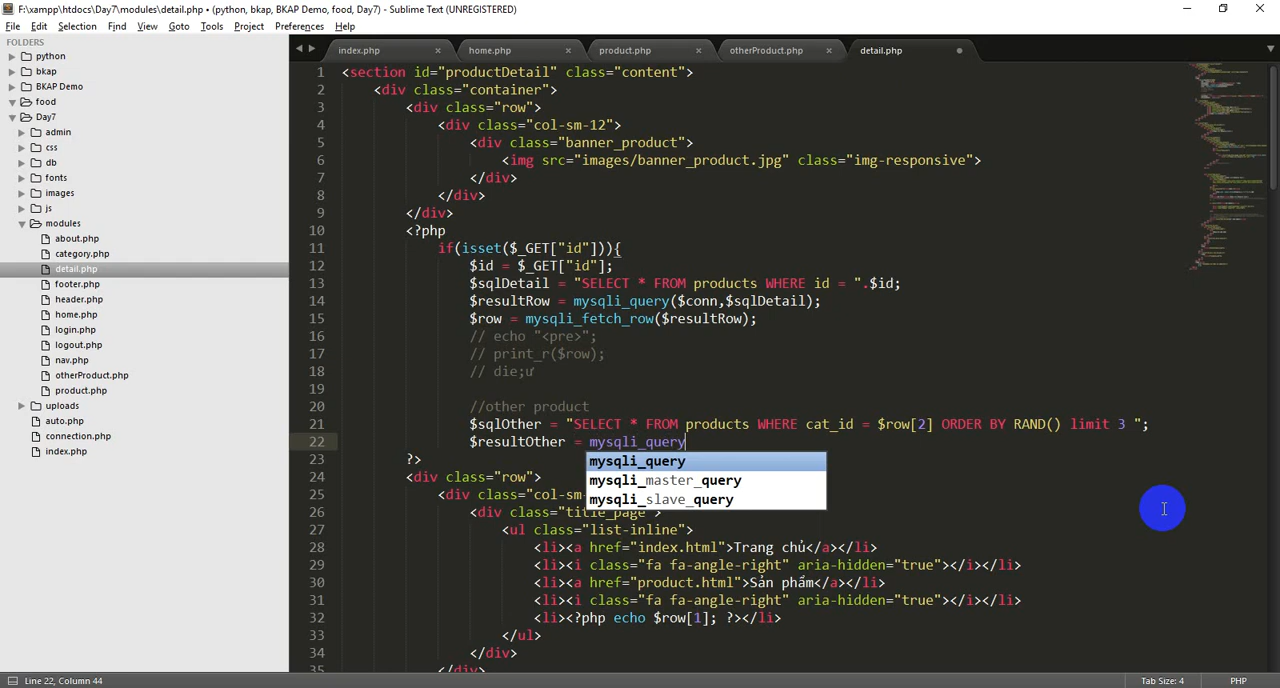 F:\xampp\htdocs\Day7\modules\detail.php • (python, bkap, BKAP Demo, food, Day7) - Sublime Text (UNREGISTERED)
File Edit Selection Find View Goto Tools Project Preferences Help
FOLDERS
python
bkap
BKAP Demo
food
Day7
admin
css
db
fonts
images
js
modules
about.php
category.php
detail.php
footer.php
header.php
home.php
login.php
logout.php
nav.php
otherProduct.php
product.php
uploads
auto.php
connection.php
index.php
index.php × home.php × product.php × otherProduct.php × detail.php
1 <section id="productDetail" class="content">
2 <div class="container">
3 <div class="row">
4 <div class="col-sm-12">
5 <div class="banner_product">
6 <img src="images/banner_product.jpg" class="img-responsive">
7 </div>
8 </div>
9 </div>
10 <?php
11 if(isset($_GET["id"])){
12 $id = $_GET["id"];
13 $sqlDetail = "SELECT * FROM products WHERE id = ".$id;
14 $resultRow = mysqli_query($conn,$sqlDetail);
15 $row = mysqli_fetch_row($resultRow);
16 // echo "<pre>";
17 // print_r($row);
18 // die;ư
19
20 //other product
21 $sqlOther = "SELECT * FROM products WHERE cat_id = $row[2] ORDER BY RAND() limit 3 ";
22 $resultOther = mysqli_query
mysqli_query
mysqli_master_query
mysqli_slave_query
23 ?>
24 <div class="row">
25 <div class="col-sm
26 <div class="title_page">
27 <ul class="list-inline">
28 <li><a href="index.html">Trang chủ</a></li>
29 <li><i class="fa fa-angle-right" aria-hidden="true"></i></li>
30 <li><a href="product.html">Sản phẩm</a></li>
31 <li><i class="fa fa-angle-right" aria-hidden="true"></i></li>
32 <li><?php echo $row[1]; ?></li>
33 </ul>
34 </div>
35 </div>
Line 22, Column 44 Tab Size: 4 PHP